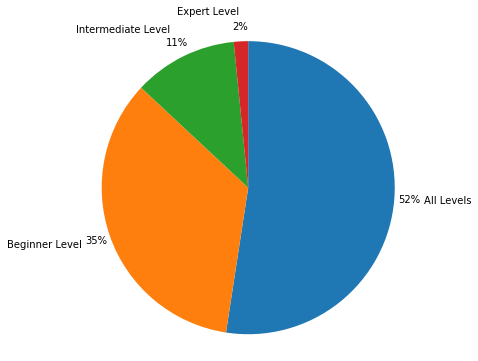 Expert Level
2%
Intermediate Level
11%
52% All Levels
35%
Beginner Level